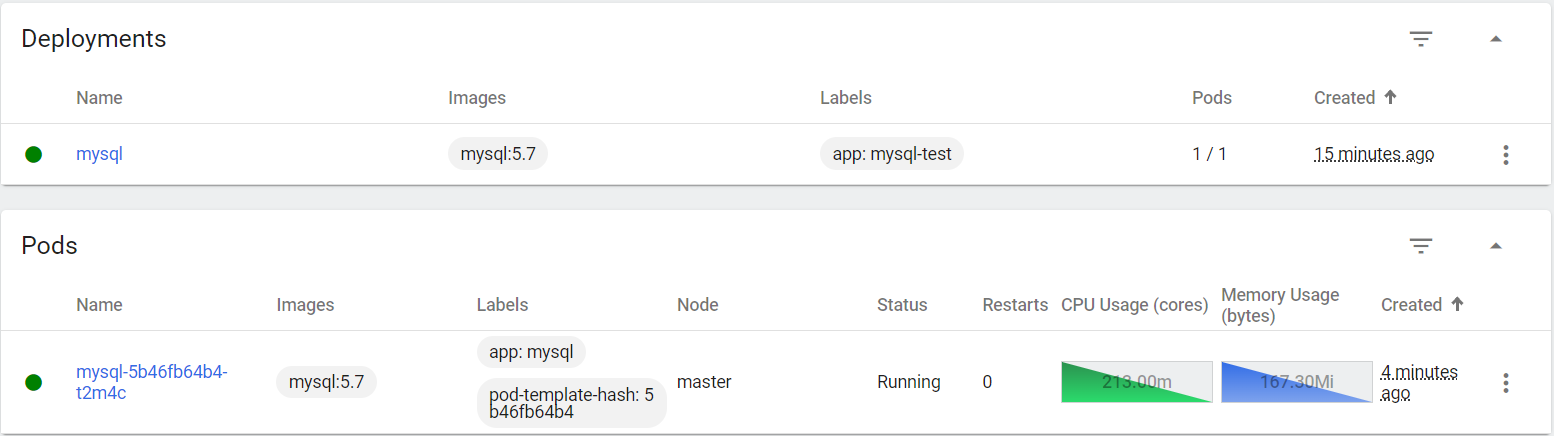 Deployments
Name Images Labels Pods Created
mysql mysql:5.7 app: mysql-test 1 / 1 15 minutes ago
Pods
Name Images Labels Node Status Restarts CPU Usage (cores) Memory Usage (bytes) Created
mysql-5b46fb64b4-t2m4c mysql:5.7 app: mysql pod-template-hash: 5b46fb64b4 master Running 0 213.00m 167.30Mi 4 minutes ago